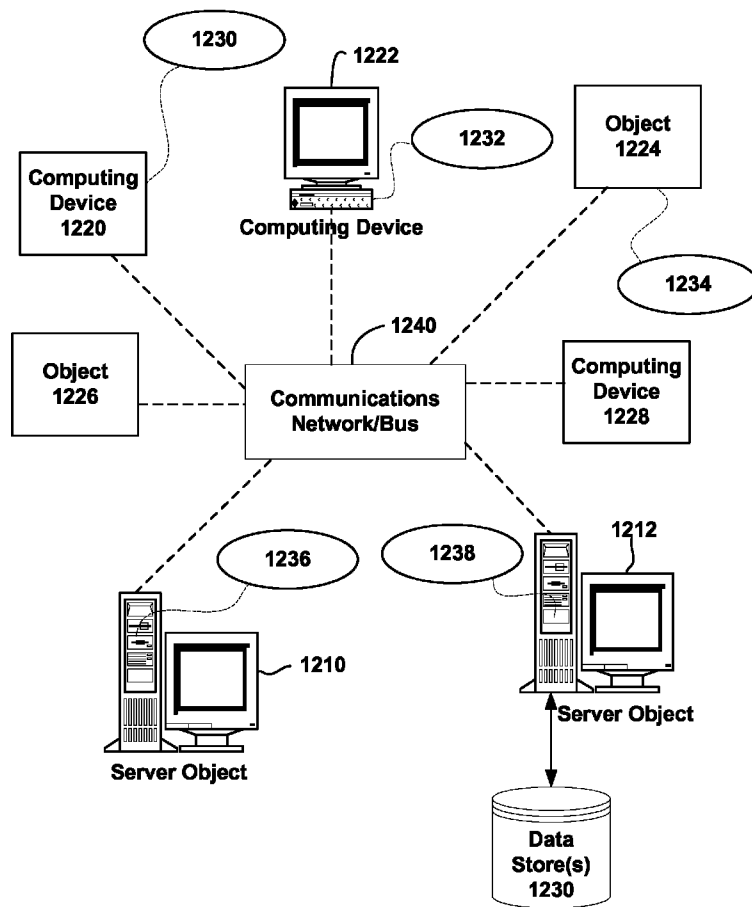 1230
1222
1232
Object
1224
Computing
Device
1220
Computing Device
1234
1240
Object
1226
Communications
Network/Bus
Computing
Device
1228
1236
1238
1212
1210
Server Object
Server Object
Data
Store(s)
1230